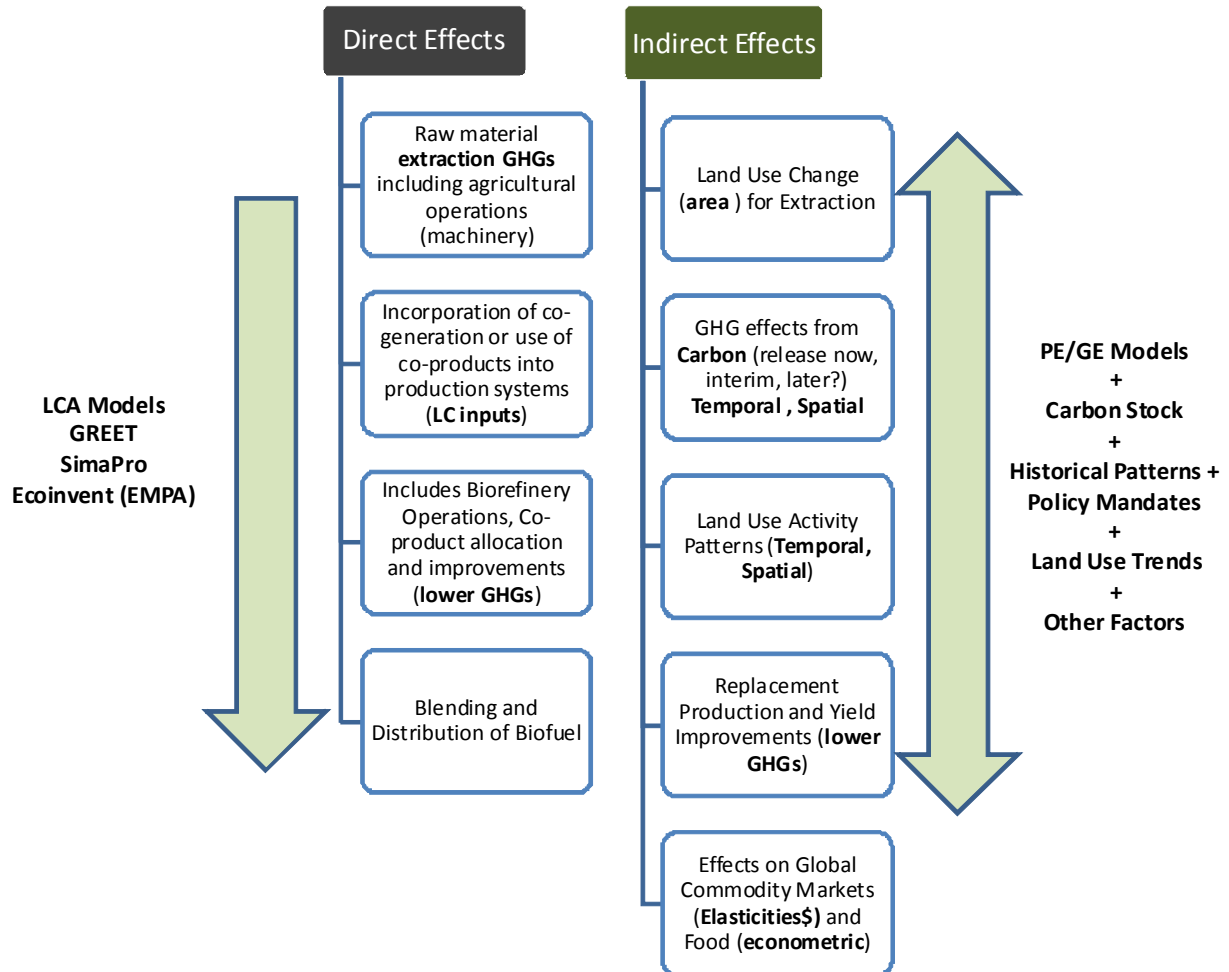 Direct Effects
Raw material
extraction GHGs
including agricultural
operations
(machinery)
Incorporation of co-
generation or use of
co-products into
production systems
(LC inputs)
Includes Biorefinery
Operations, Co-
product allocation
and improvements
(lower GHGs)
Blending and
Distribution of Biofuel
LCA Models
GREET
SimaPro
Ecoinvent (EMPA)
Indirect Effects
Land Use Change
(area ) for Extraction
GHG effects from
Carbon (release now,
interim, later?)
Temporal , Spatial
Land Use Activity
Patterns (Temporal,
Spatial)
Replacement
Production and Yield
Improvements (lower
GHGs)
Effects on Global
Commodity Markets
(Elasticities$) and
Food (econometric)
PE/GE Models
+
Carbon Stock
+
Historical Patterns +
Policy Mandates
+
Land Use Trends
+
Other Factors